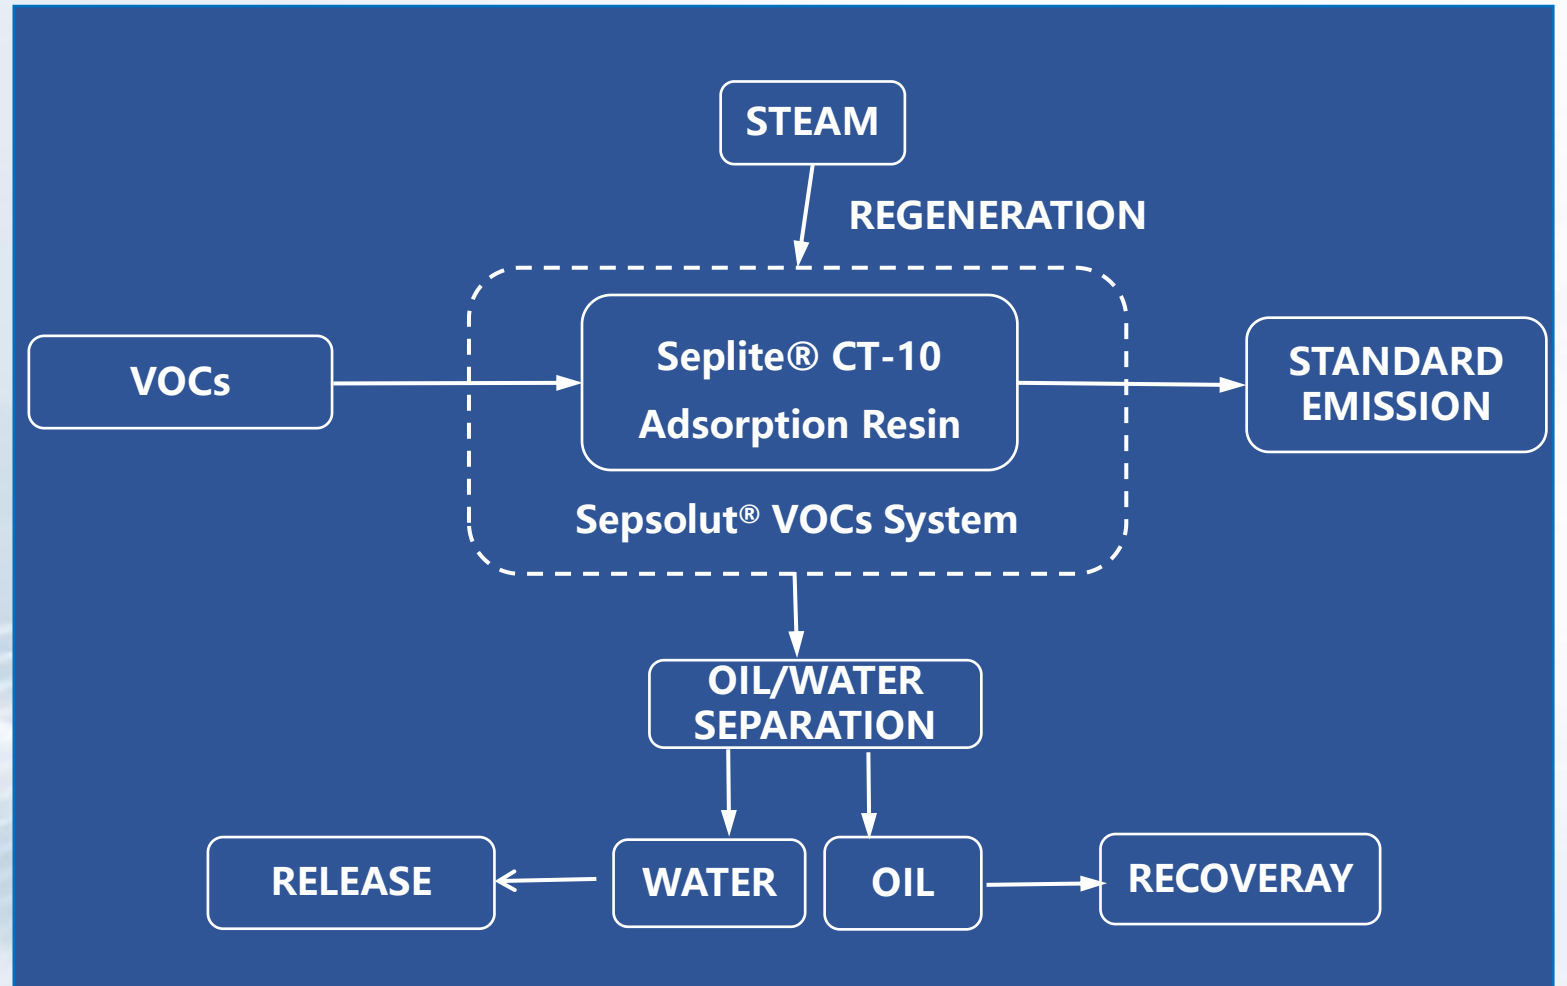 STEAM
REGENERATION
VOCs
Seplite® CT-10
Adsorption Resin
STANDARD
EMISSION
Sepsolut® VOCs System
OIL/WATER
SEPARATION
RELEASE
WATER
OIL
RECOVERAY